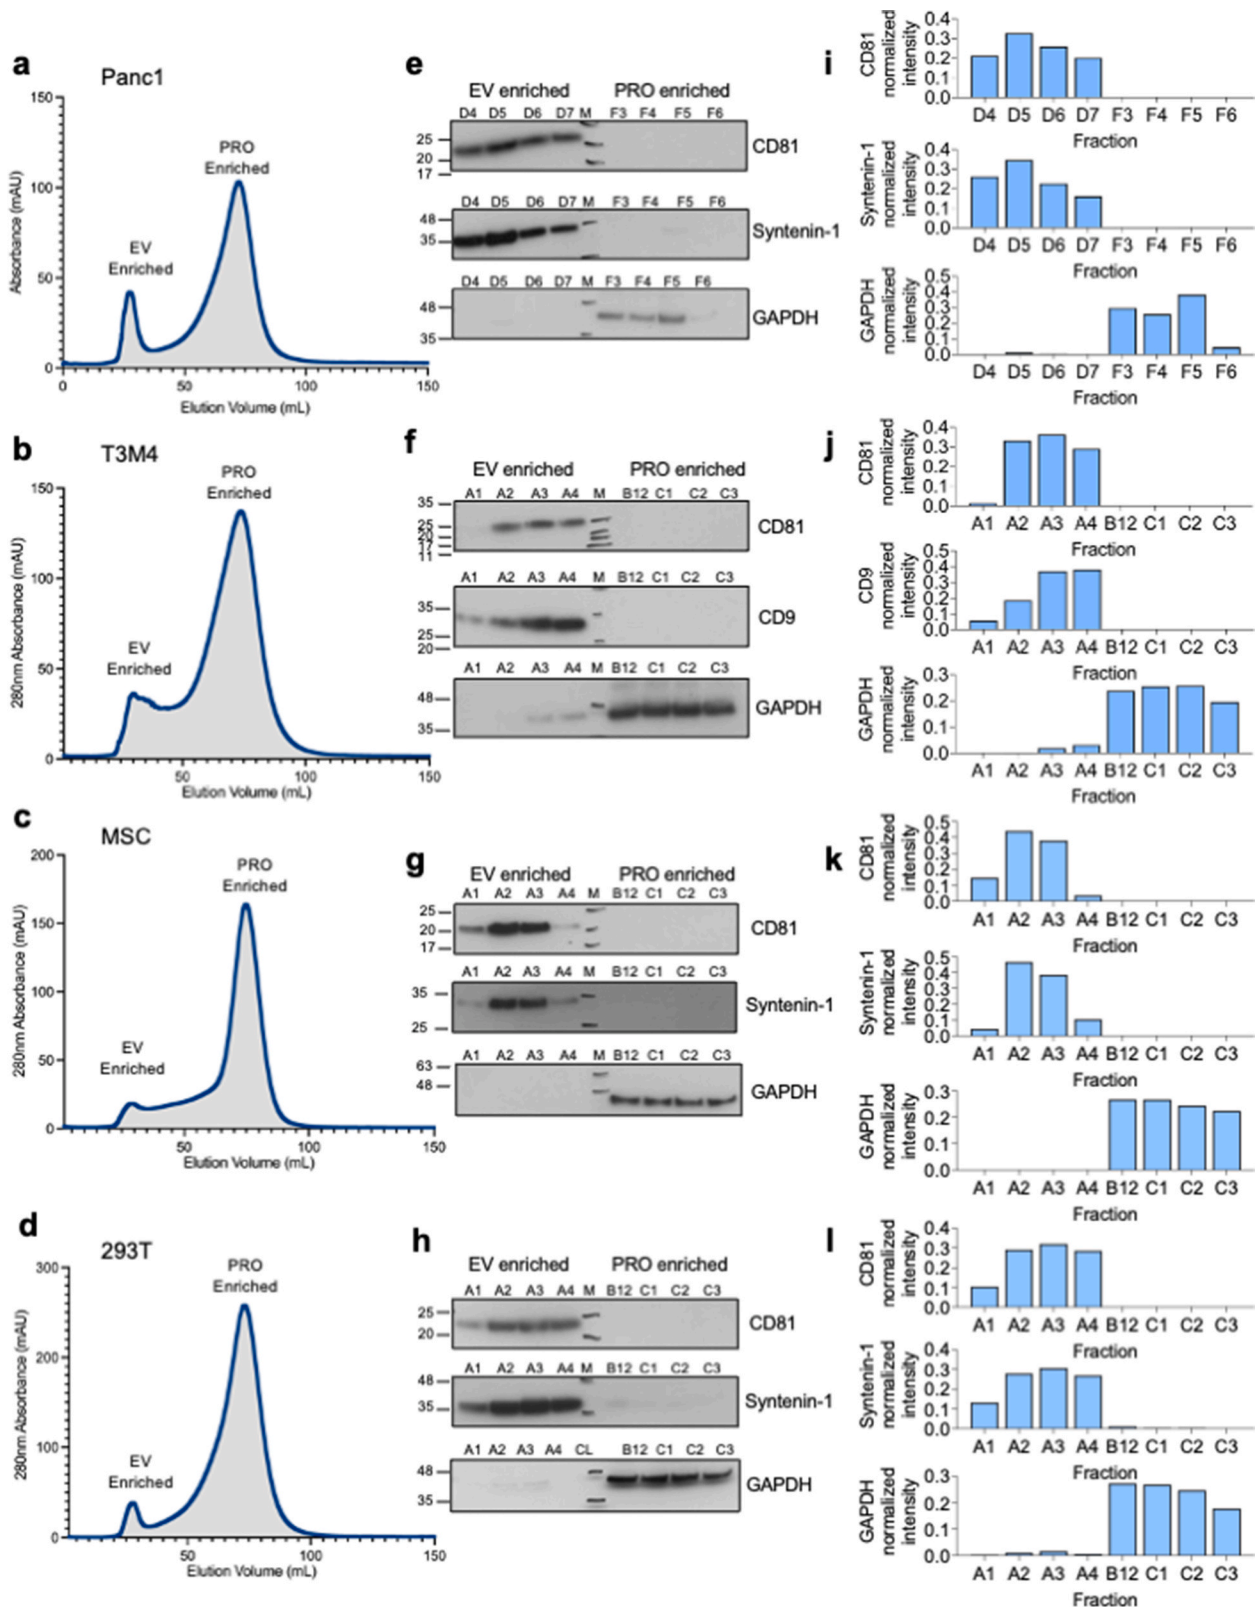 a
Panc1
150
100
50
0
Absorbance (mAU)
EV
Enriched
PRO
Enriched
0 50 100 150
Elution Volume (mL)
e
EV enriched PRO enriched
D4 D5 D6 D7 M F3 F4 F5 F6
25
20
17
CD81
D4 D5 D6 D7 M F3 F4 F5 F6
48
35
Syntenin-1
D4 D5 D6 D7 M F3 F4 F5 F6
48
35
GAPDH
i
CD81
normalized
intensity
0.4
0.3
0.2
0.1
0.0
D4 D5 D6 D7 F3 F4 F5 F6
Fraction
Syntenin-1
normalized
intensity
0.4
0.3
0.2
0.1
0.0
D4 D5 D6 D7 F3 F4 F5 F6
Fraction
GAPDH
normalized
intensity
0.5
0.4
0.3
0.2
0.1
0.0
D4 D5 D6 D7 F3 F4 F5 F6
Fraction
b
T3M4
150
100
50
0
280nm Absorbance (mAU)
EV
Enriched
PRO
Enriched
50 100 150
Elution Volume (mL)
f
EV enriched PRO enriched
A1 A2 A3 A4 M B12 C1 C2 C3
35
25
20
17
11
CD81
A1 A2 A3 A4 M B12 C1 C2 C3
35
25
20
CD9
A1 A2 A3 A4 M B12 C1 C2 C3
48
35
GAPDH
j
CD81
normalized
intensity
0.4
0.3
0.2
0.1
0.0
A1 A2 A3 A4 B12 C1 C2 C3
Fraction
CD9
normalized
intensity
0.5
0.4
0.3
0.2
0.1
0.0
A1 A2 A3 A4 B12 C1 C2 C3
Fraction
GAPDH
normalized
intensity
0.3
0.2
0.1
0.0
A1 A2 A3 A4 B12 C1 C2 C3
Fraction
c
MSC
200
150
100
50
0
280nm Absorbance (mAU)
EV
Enriched
PRO
Enriched
50 100 150
Elution Volume (mL)
g
EV enriched PRO enriched
A1 A2 A3 A4 M B12 C1 C2 C3
25
20
17
CD81
A1 A2 A3 A4 M B12 C1 C2 C3
35
25
Syntenin-1
A1 A2 A3 A4 M B12 C1 C2 C3
63
48
GAPDH
k
CD81
normalized
intensity
0.5
0.4
0.3
0.2
0.1
0.0
A1 A2 A3 A4 B12 C1 C2 C3
Fraction
Syntenin-1
normalized
intensity
0.5
0.4
0.3
0.2
0.1
0.0
A1 A2 A3 A4 B12 C1 C2 C3
Fraction
GAPDH
normalized
intensity
0.3
0.2
0.1
0.0
A1 A2 A3 A4 B12 C1 C2 C3
Fraction
d
293T
300
200
100
0
280nm Absorbance (mAU)
EV
Enriched
PRO
Enriched
50 100 150
Elution Volume (mL)
h
EV enriched PRO enriched
A1 A2 A3 A4 M B12 C1 C2 C3
25
20
CD81
A1 A2 A3 A4 M B12 C1 C2 C3
48
35
Syntenin-1
A1 A2 A3 A4 CL B12 C1 C2 C3
48
35
GAPDH
l
CD81
normalized
intensity
0.4
0.3
0.2
0.1
0.0
A1 A2 A3 A4 B12 C1 C2 C3
Fraction
Syntenin-1
normalized
intensity
0.4
0.3
0.2
0.1
0.0
A1 A2 A3 A4 B12 C1 C2 C3
Fraction
GAPDH
normalized
intensity
0.3
0.2
0.1
0.0
A1 A2 A3 A4 B12 C1 C2 C3
Fraction